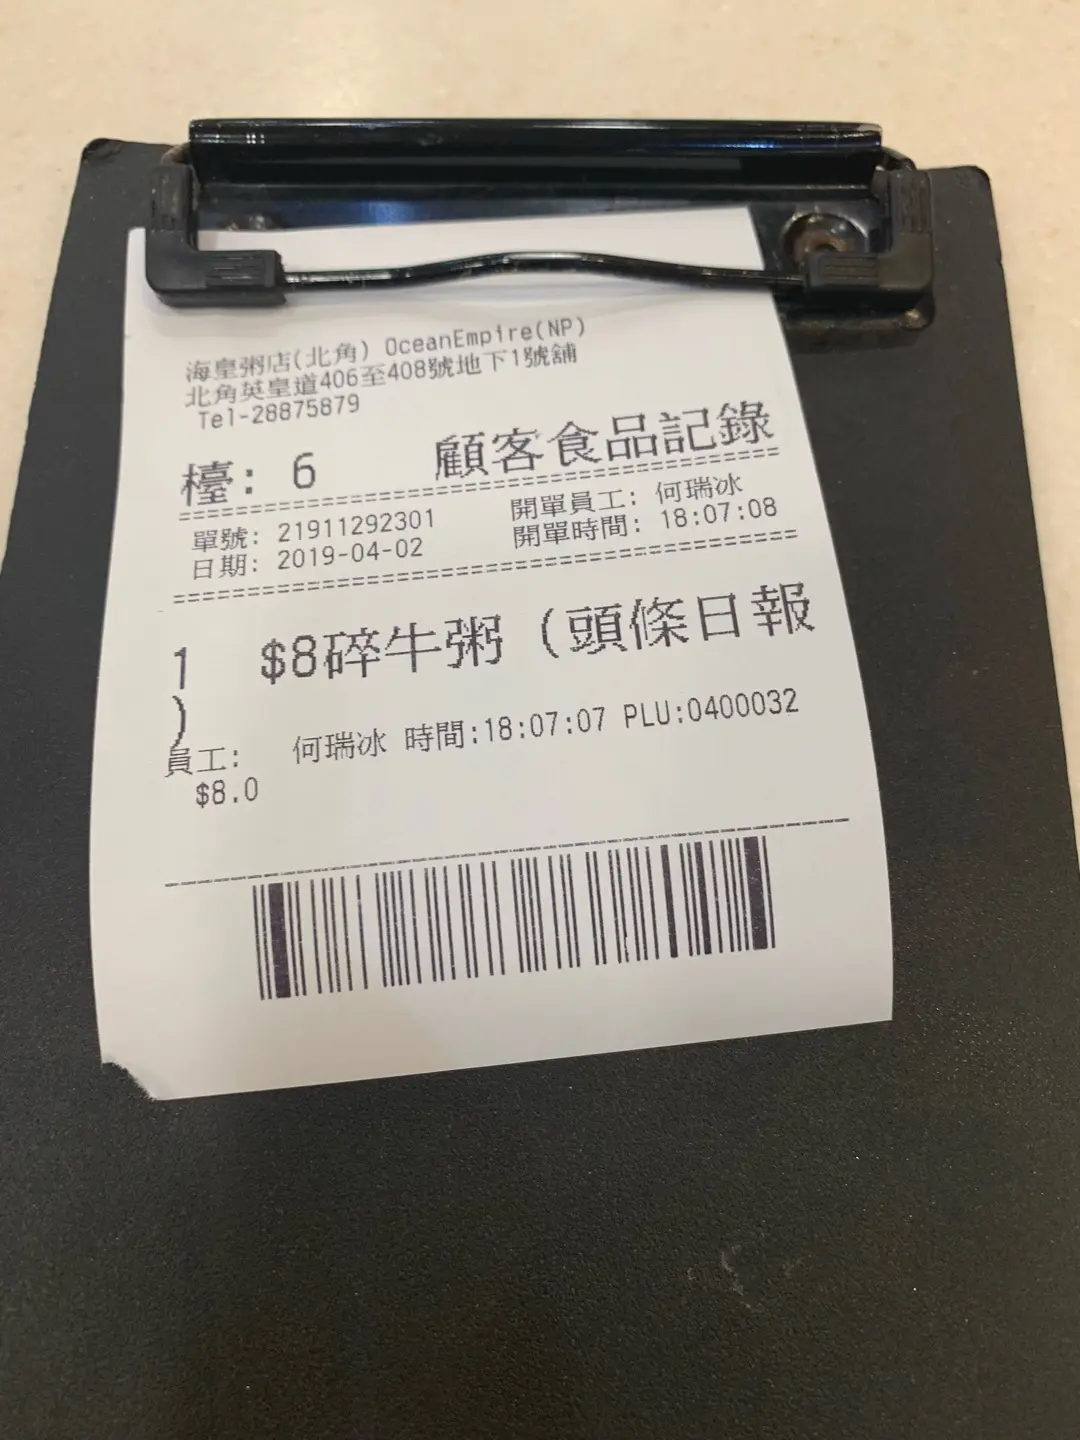 海皇粥店(北角) OceanEmpire(NP)
北角英皇道406至408號地下1號舖
Tel-28875879
檯: 6 顧客食品記錄
單號: 21911292301 開單員工: 何瑞冰
日期: 2019-04-02 開單時間: 18:07:08
1 $8碎牛粥 (頭條日報
)
員工: 何瑞冰 時間:18:07:07 PLU:0400032
$8.0